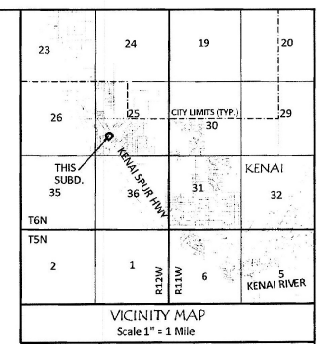 23 24 19 20
26 25 CITY LIMITS (TYP.) 29
30
THIS
SUBD.
KENAI SPUR HWY
KENAI
35 36 31 32
T6N
T5N
2 1 6 5
R12W
R11W
KENAI RIVER
VICINITY MAP
Scale 1" = 1 Mile